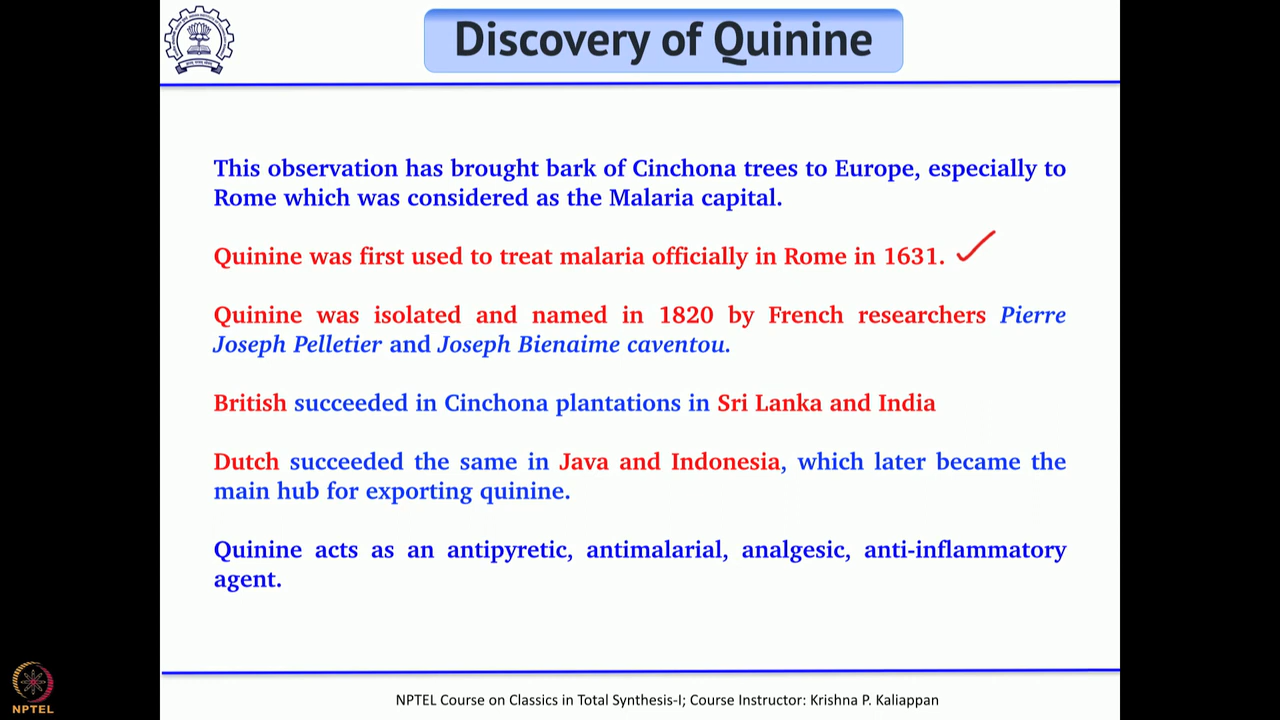 Discovery of Quinine
This observation has brought bark of Cinchona trees to Europe, especially to
Rome which was considered as the Malaria capital.
Quinine was first used to treat malaria officially in Rome in 1631.
Quinine was isolated and named in 1820 by French researchers Pierre
Joseph Pelletier and Joseph Bienaime caventou.
British succeeded in Cinchona plantations in Sri Lanka and India
Dutch succeeded the same in Java and Indonesia, which later became the
main hub for exporting quinine.
Quinine acts as an antipyretic, antimalarial, analgesic, anti-inflammatory
agent.
NPTEL
NPTEL Course on Classics in Total Synthesis-I; Course Instructor: Krishna P. Kaliappan